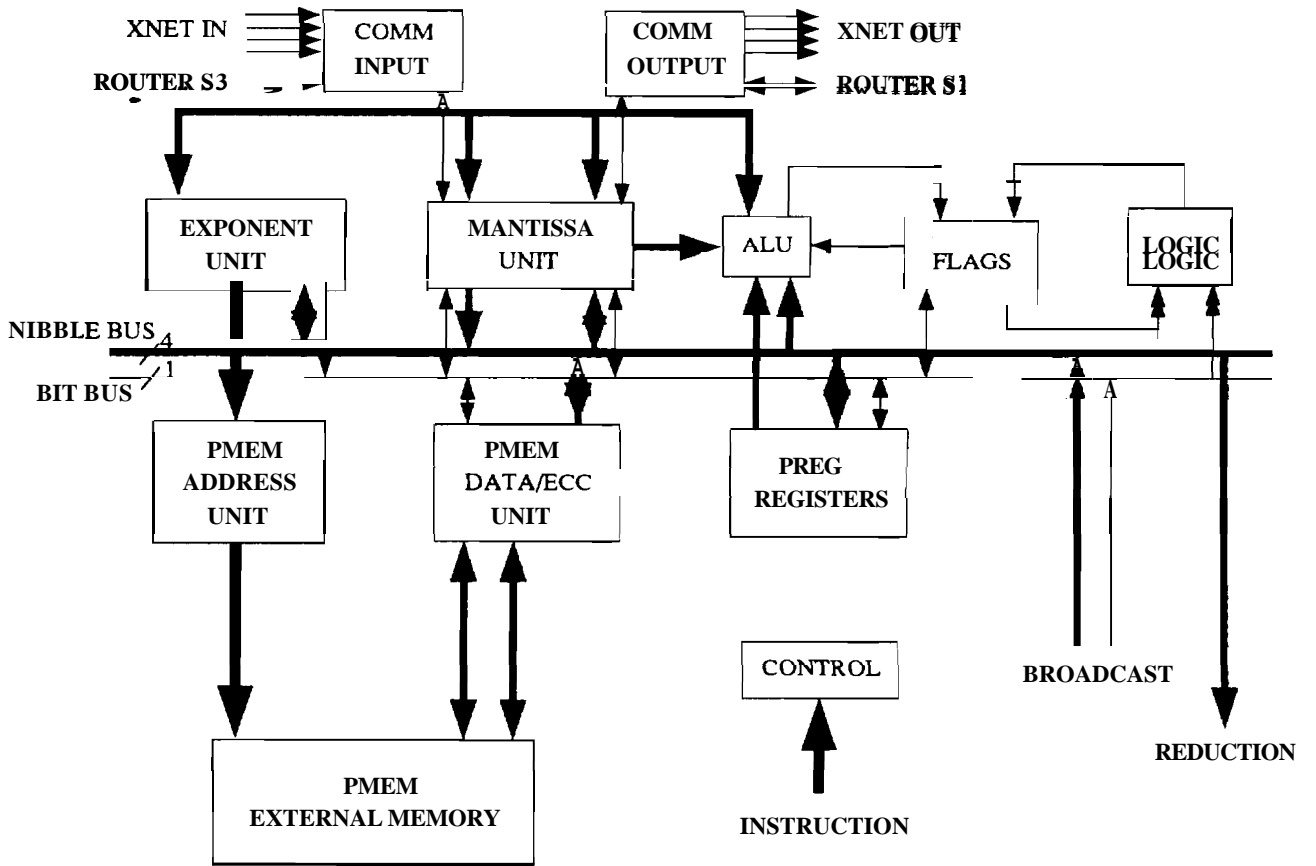 XNET IN
COMM
INPUT
COMM
OUTPUT
XNET OUT
ROUTER S3
ROUTER S1
EXPONENT
UNIT
MANTISSA
UNIT
ALU
FLAGS
LOGIC
LOGIC
NIBBLE BUS
4
BIT BUS
1
PMEM
ADDRESS
UNIT
PMEM
DATA/ECC
UNIT
PREG
REGISTERS
CONTROL
BROADCAST
REDUCTION
PMEM
EXTERNAL MEMORY
INSTRUCTION